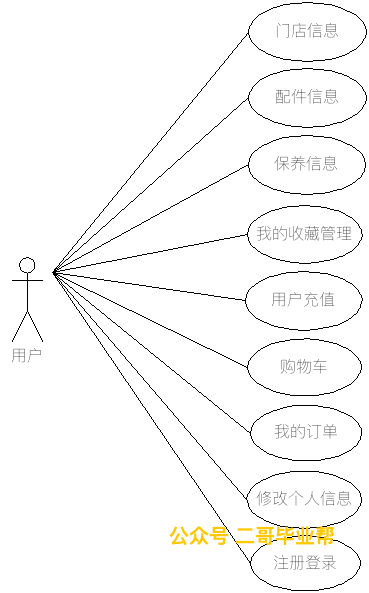 门店信息
配件信息
保养信息
我的收藏管理
用户充值
用户
购物车
我的订单
修改个人信息
公众号 二哥毕业帮
注册登录